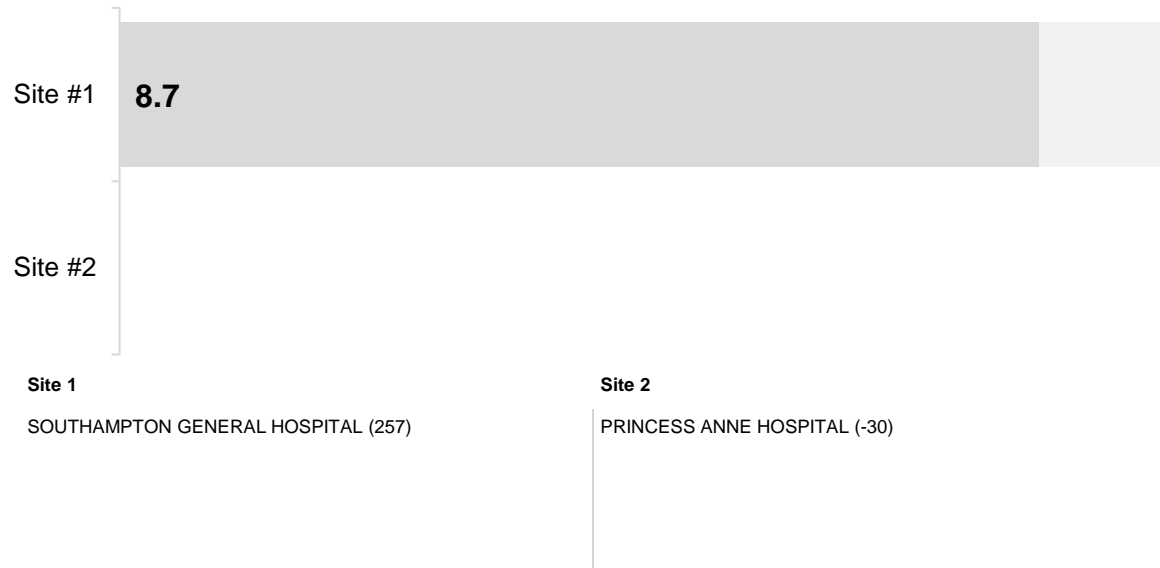 Site #1
8.7
Site #2
Site 1
Site 2
SOUTHAMPTON GENERAL HOSPITAL (257)
PRINCESS ANNE HOSPITAL (-30)